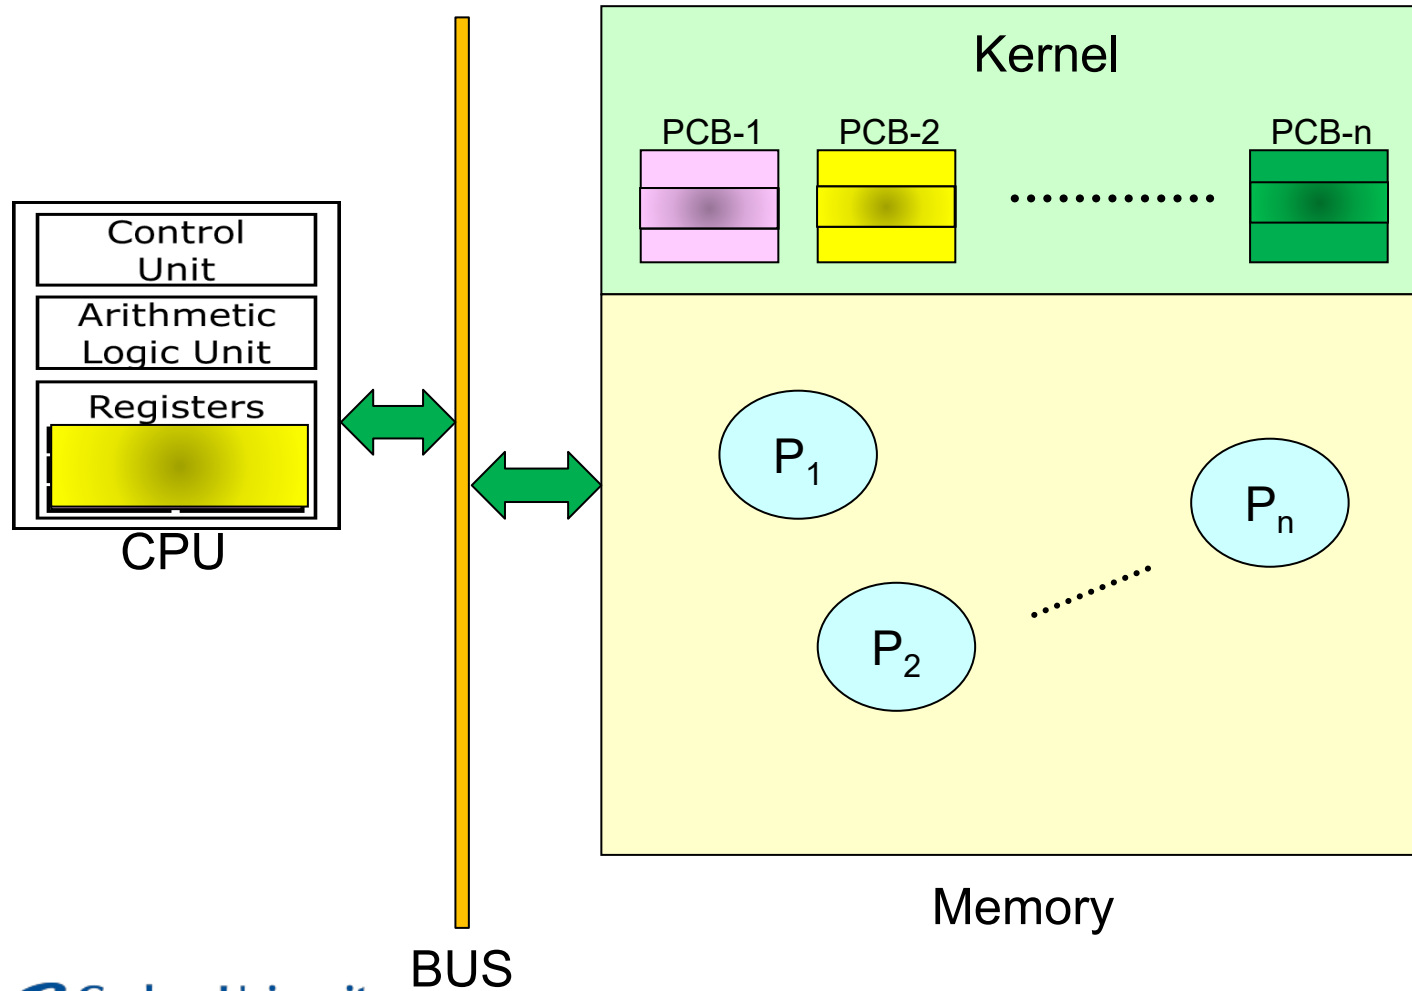 Kernel
PCB-1 PCB-2 PCB-n
Control
Unit
Arithmetic
Logic Unit
Registers
CPU
P1
Pn
P2
Memory
BUS